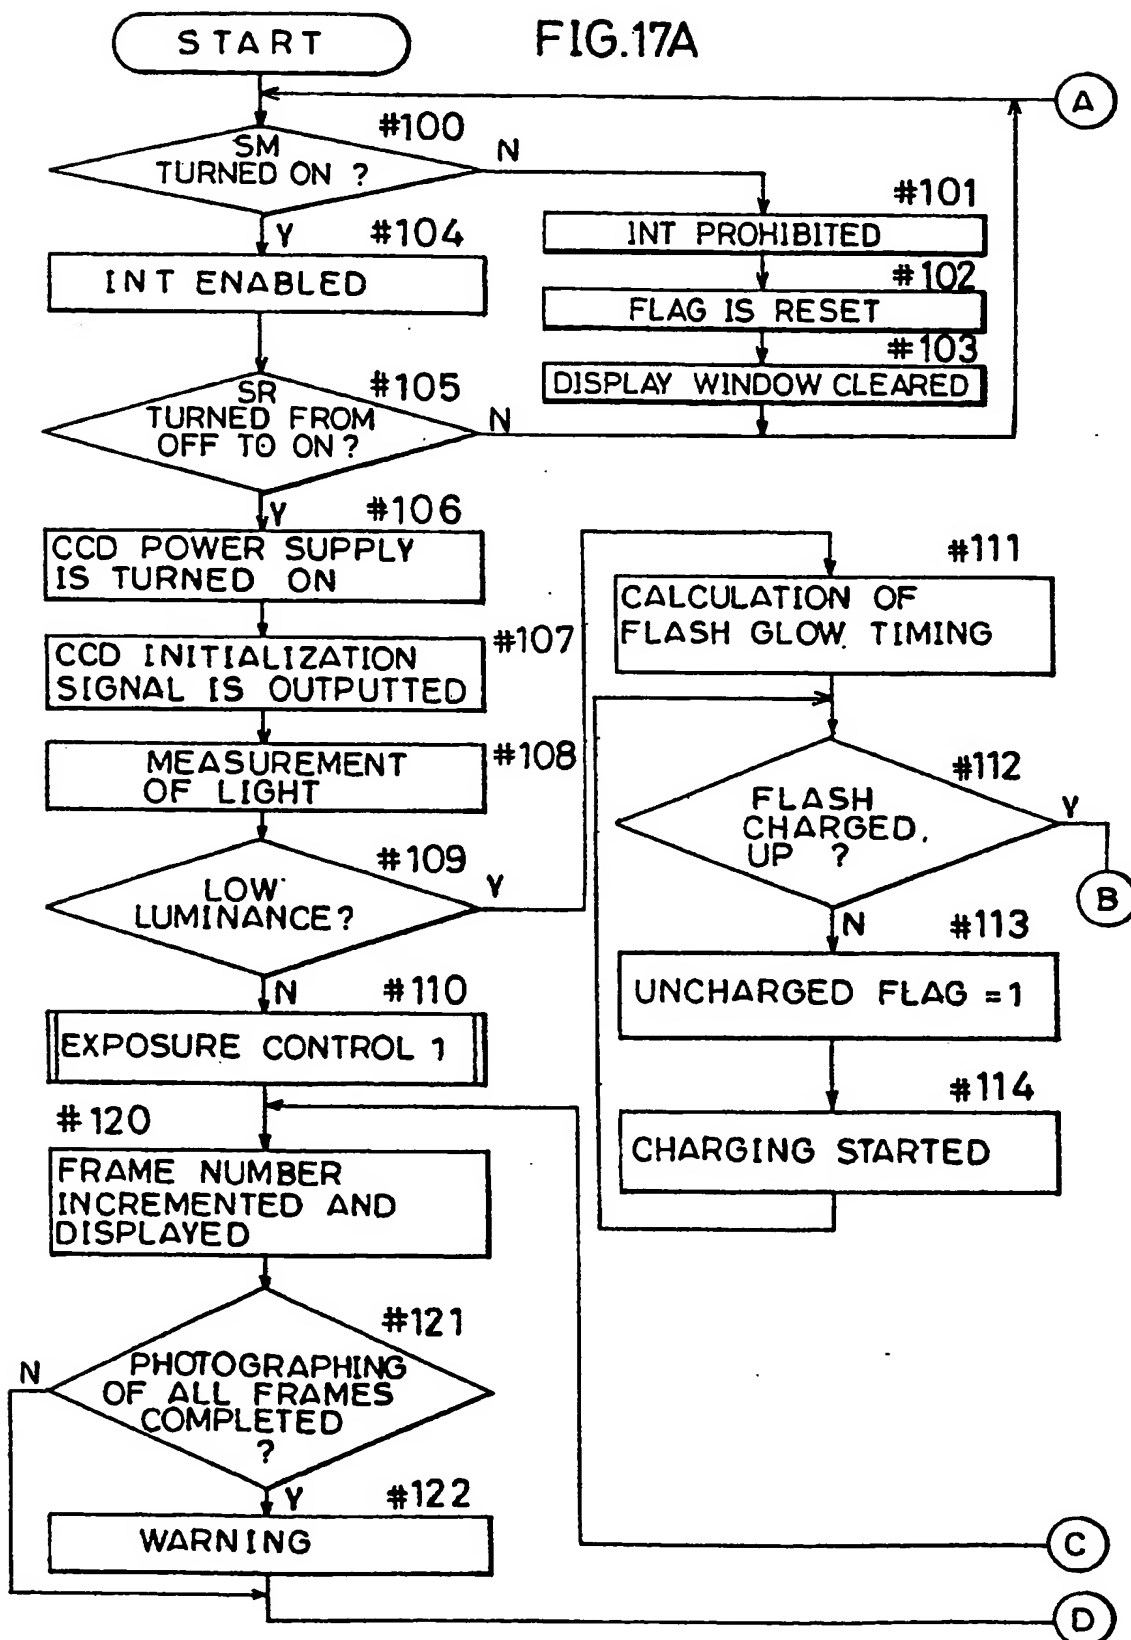 FIG.17A
START
A
#100
SM
TURNED ON ?
N
Y
#101
INT PROHIBITED
#102
FLAG IS RESET
#103
DISPLAY WINDOW CLEARED
#104
INT ENABLED
#105
SR
TURNED FROM
OFF TO ON?
N
Y
#106
CCD POWER SUPPLY
IS TURNED ON
#107
CCD INITIALIZATION
SIGNAL IS OUTPUTTED
#108
MEASUREMENT
OF LIGHT
#109
LOW
LUMINANCE?
Y
N
#110
EXPOSURE CONTROL 1
#111
CALCULATION OF
FLASH GLOW TIMING
#112
FLASH
CHARGED
UP ?
Y
B
N
#113
UNCHARGED FLAG =1
#114
CHARGING STARTED
#120
FRAME NUMBER
INCREMENTED AND
DISPLAYED
#121
PHOTOGRAPHING
OF ALL FRAMES
COMPLETED
?
N
Y
#122
WARNING
C
D